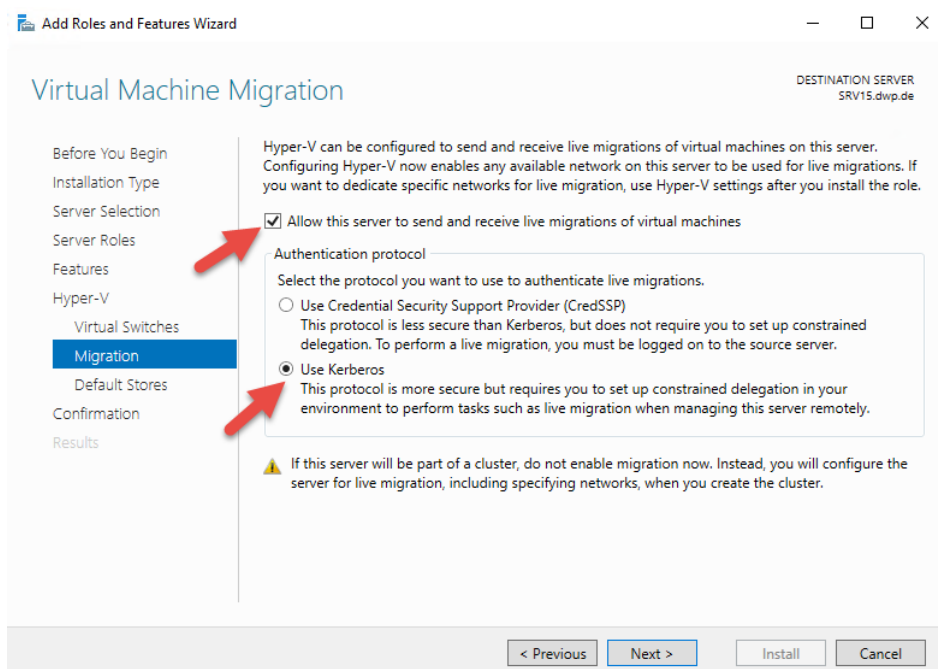 Add Roles and Features Wizard
Virtual Machine Migration
DESTINATION SERVER
SRV15.dwp.de
Before You Begin
Installation Type
Server Selection
Server Roles
Features
Hyper-V
Virtual Switches
Migration
Default Stores
Confirmation
Results
Hyper-V can be configured to send and receive live migrations of virtual machines on this server.
Configuring Hyper-V now enables any available network on this server to be used for live migrations. If
you want to dedicate specific networks for live migration, use Hyper-V settings after you install the role.
Allow this server to send and receive live migrations of virtual machines
Authentication protocol
Select the protocol you want to use to authenticate live migrations.
Use Credential Security Support Provider (CredSSP)
This protocol is less secure than Kerberos, but does not require you to set up constrained
delegation. To perform a live migration, you must be logged on to the source server.
Use Kerberos
This protocol is more secure but requires you to set up constrained delegation in your
environment to perform tasks such as live migration when managing this server remotely.
If this server will be part of a cluster, do not enable migration now. Instead, you will configure the
server for live migration, including specifying networks, when you create the cluster.
< Previous
Next >
Install
Cancel